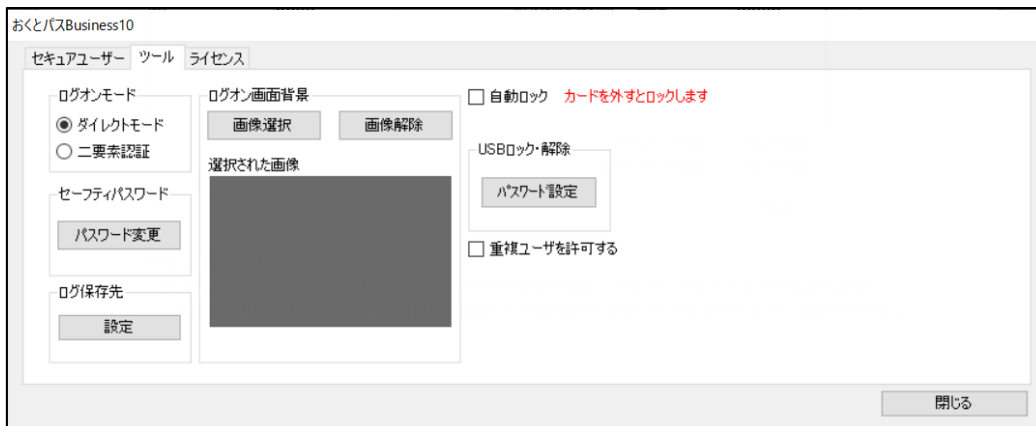 おくとパスBusiness10
セキュアユーザー ツール ライセンス
ログオンモード
ダイレクトモード
二要素認証
セーフティパスワード
パスワード変更
ログ保存先
設定
ログオン画面背景
画像選択 画像解除
選択された画像
自動ロック カードを外すとロックします
USBロック・解除
パスワード設定
重複ユーザを許可する
閉じる